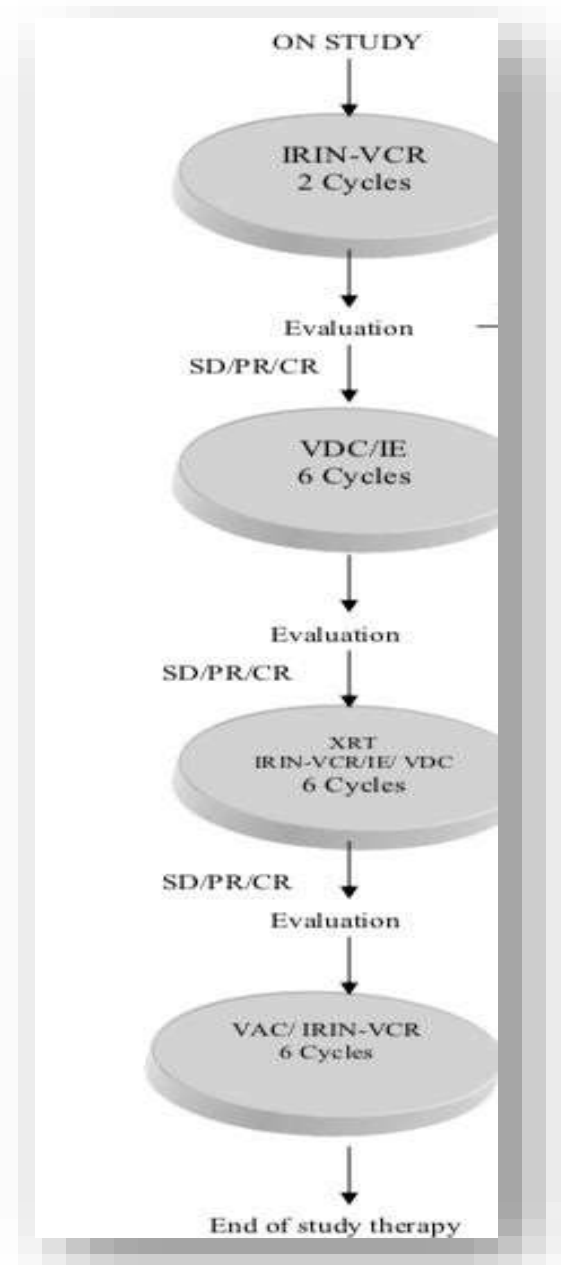 ON STUDY
IRIN-VCR
2 Cycles
Evaluation
SD/PR/CR
VDC/IE
6 Cycles
Evaluation
SD/PR/CR
XRT
IRIN-VCR/IE/ VDC
6 Cycles
SD/PR/CR
Evaluation
VAC/ IRIN-VCR
6 Cycles
End of study therapy